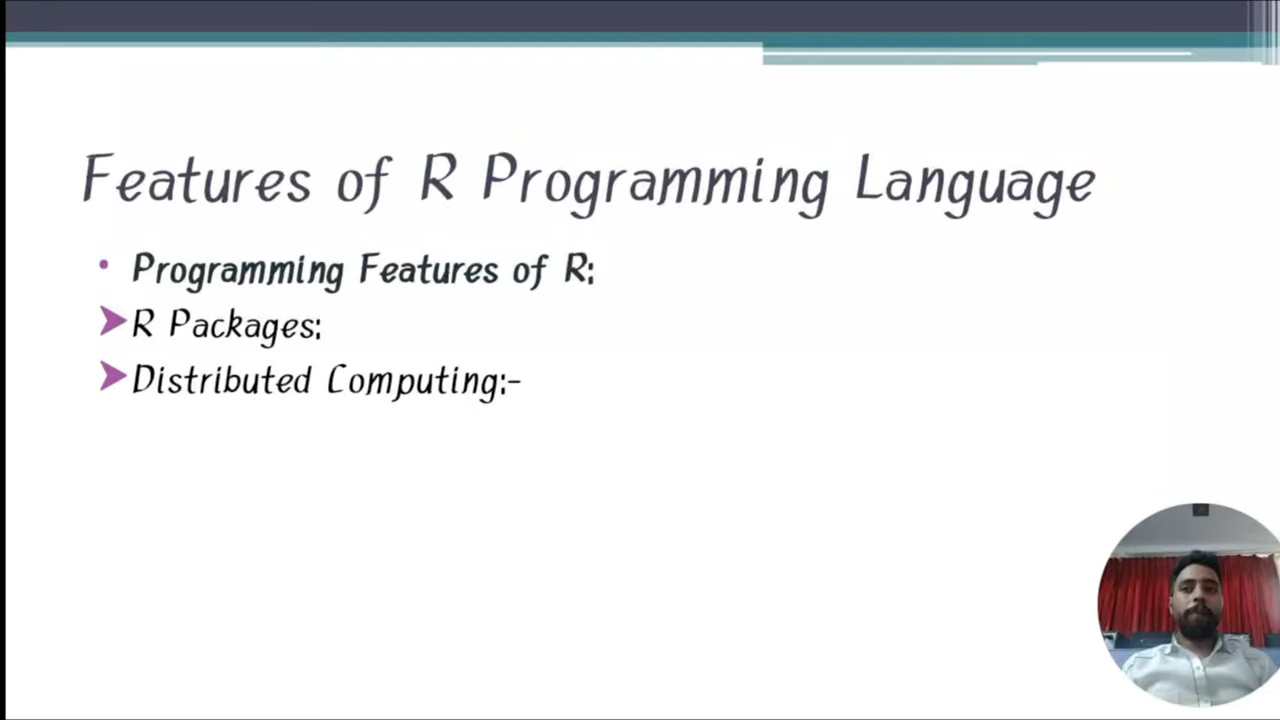 Features of R Programming Language
• Programming Features of R:
➤R Packages:
➤Distributed Computing:-